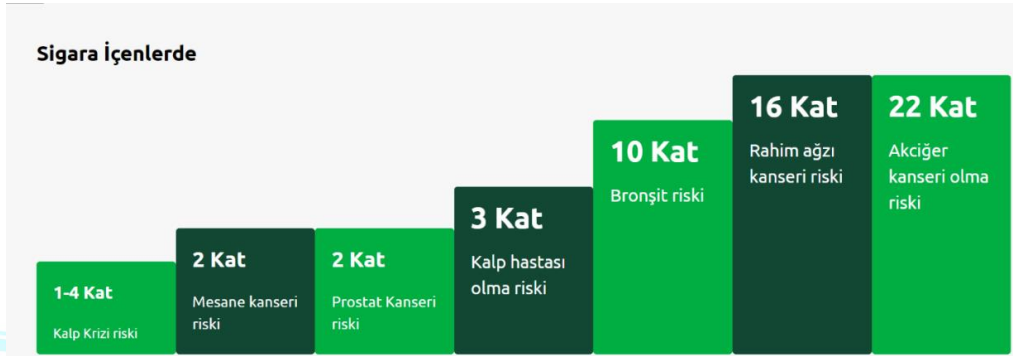 Sigara İçenlerde
1-4 Kat
Kalp Krizi riski
2 Kat
Mesane kanseri
riski
2 Kat
Prostat Kanseri
riski
3 Kat
Kalp hastası
olma riski
10 Kat
Bronşit riski
16 Kat
Rahim ağzı
kanseri riski
22 Kat
Akciğer
kanseri olma
riski